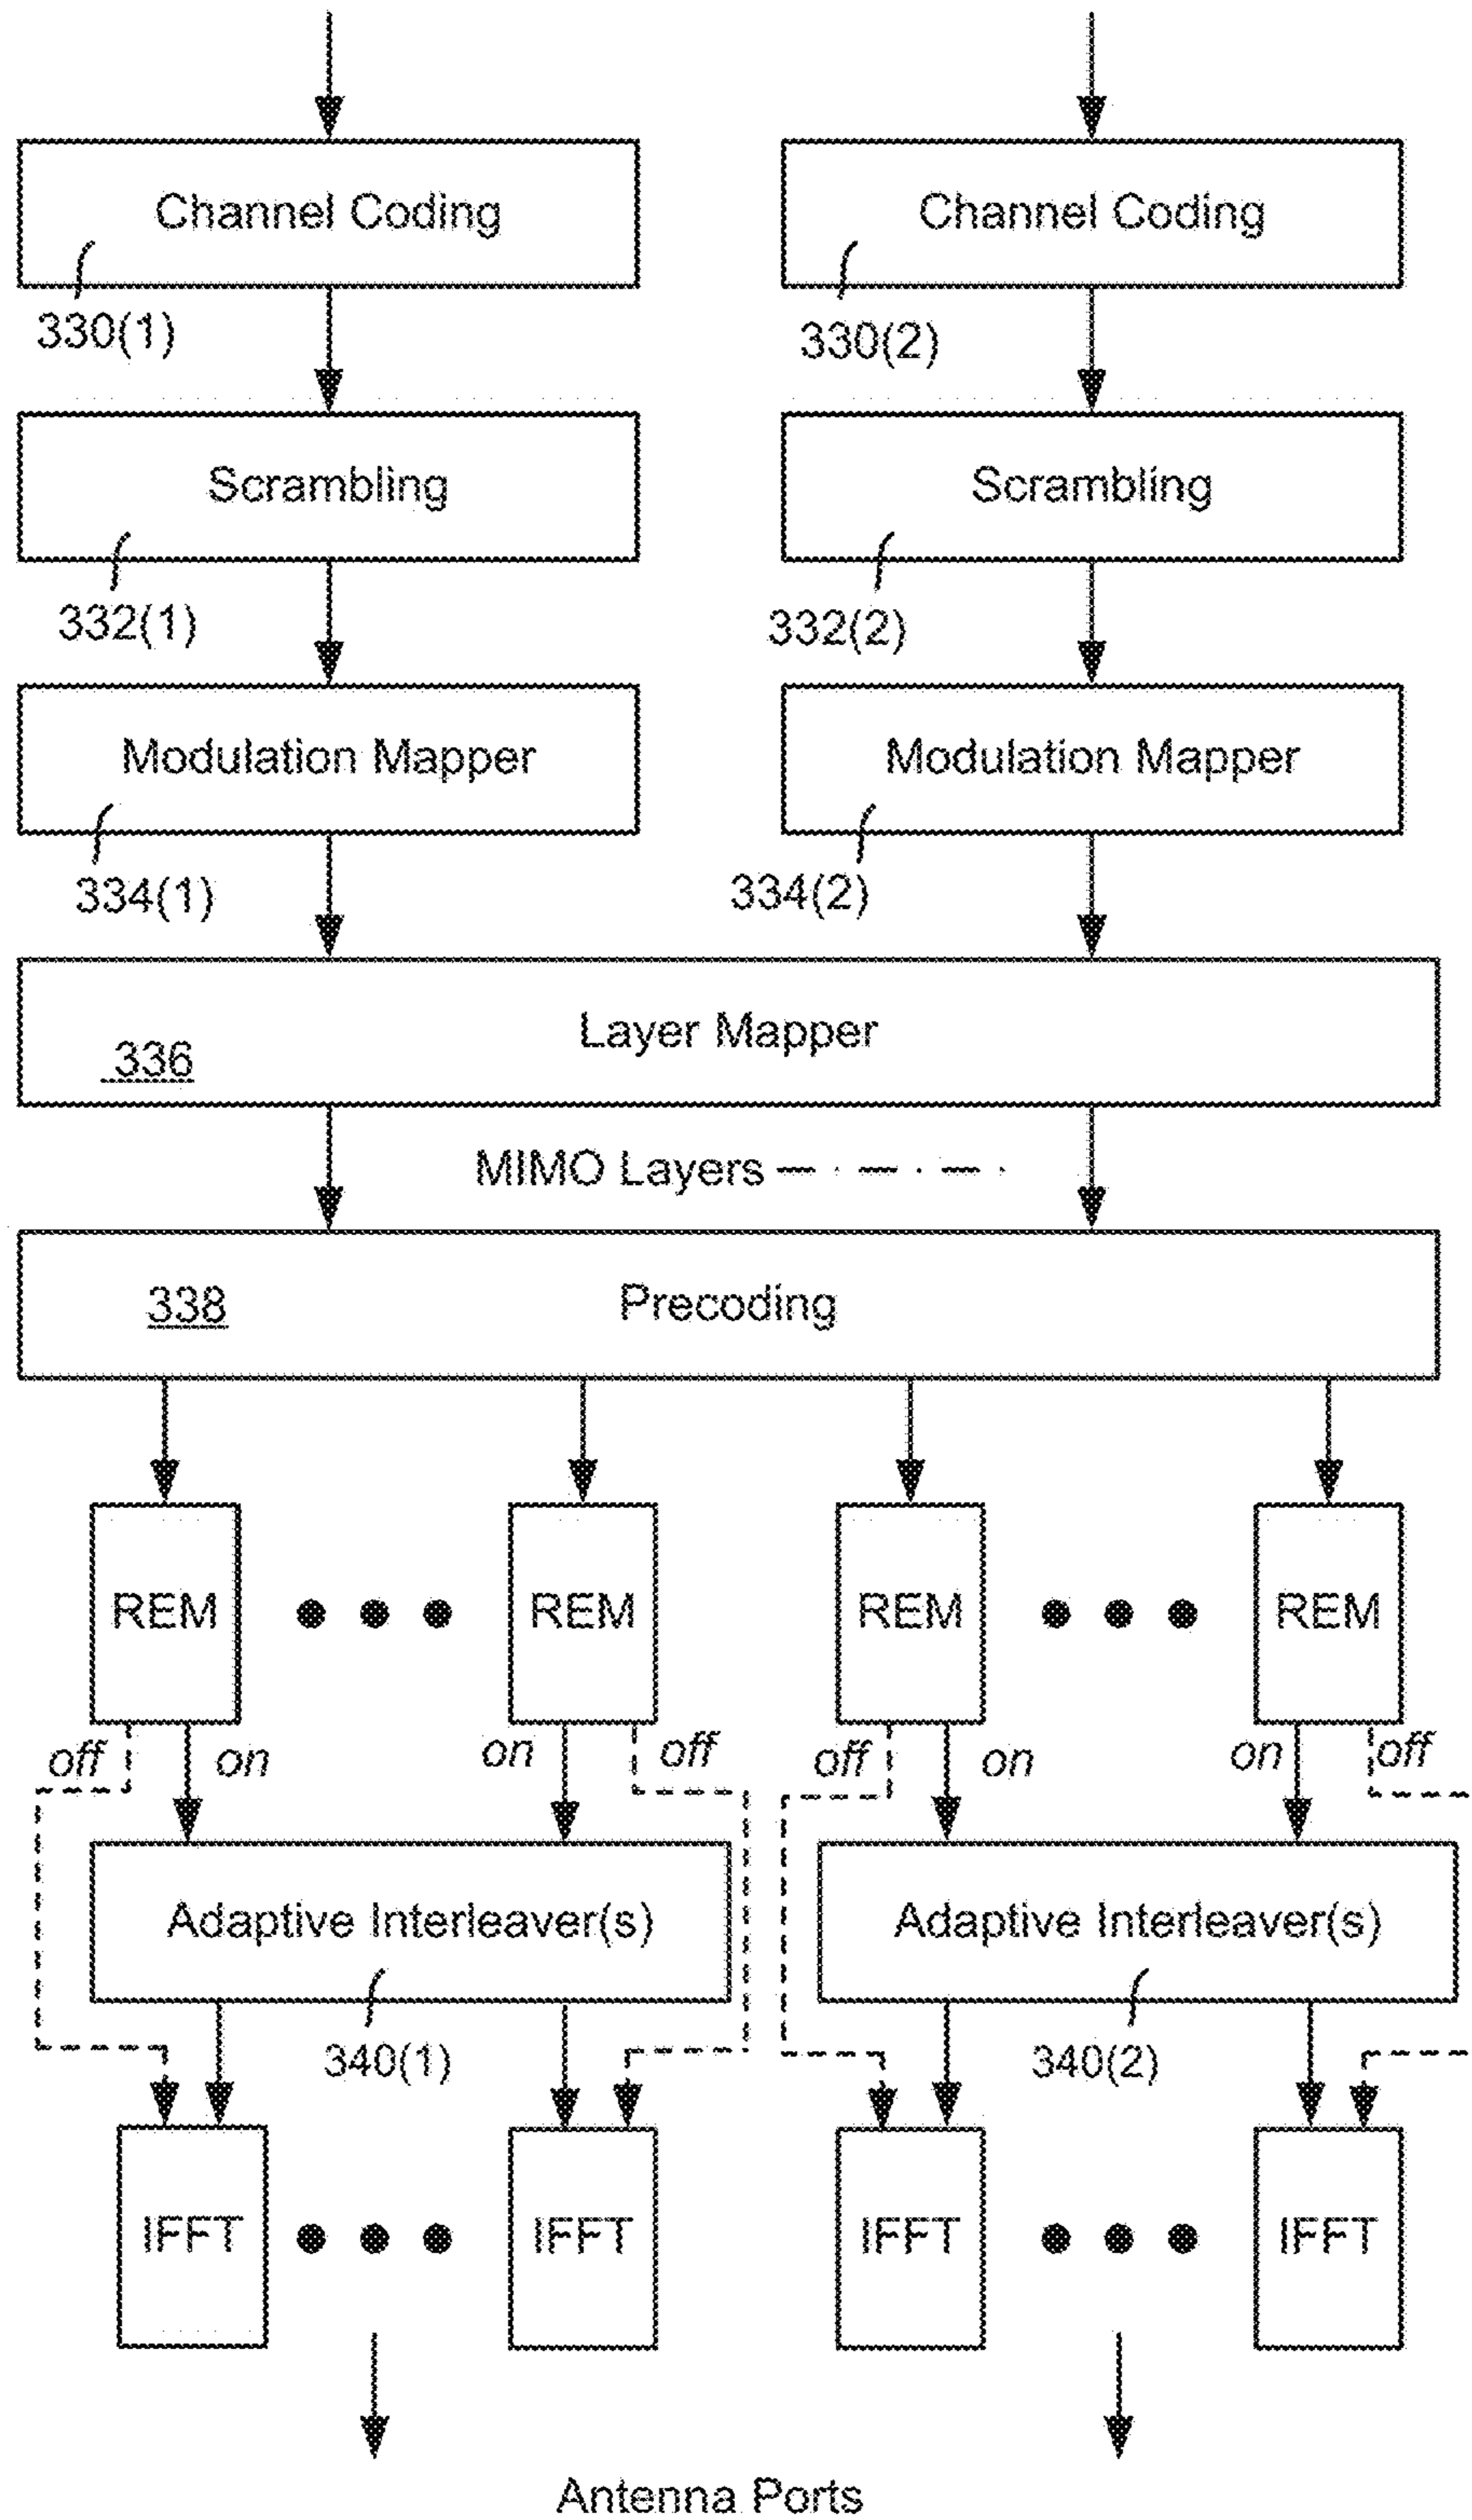 Channel Coding
Channel Coding
330(1)
330(2)
Scrambling
Scrambling
332(1)
332(2)
Modulation Mapper
Modulation Mapper
334(1)
334(2)
Layer Mapper
336
MIMO Layers
338
Precoding
REM
REM
REM
REM
off
on
on
off
off
on
on
off
Adaptive Interleaver(s)
Adaptive Interleaver(s)
340(1)
340(2)
IFFT
IFFT
IFFT
IFFT
Antenna Ports